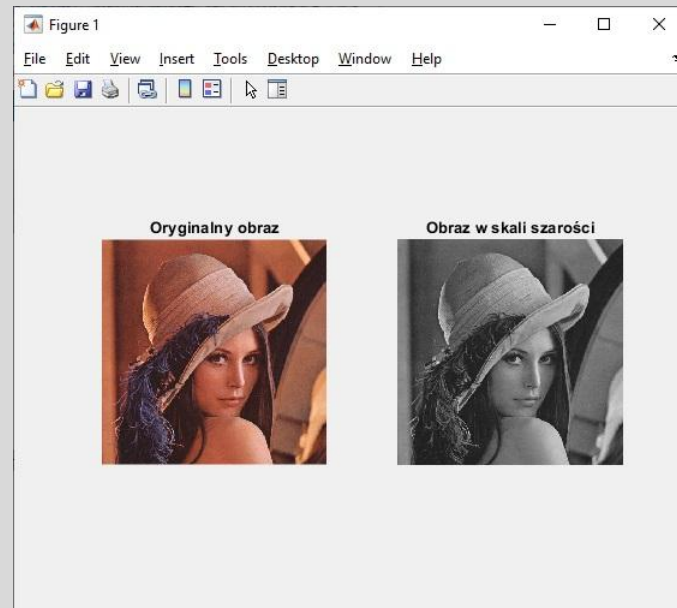 Figure 1
File Edit View Insert Tools Desktop Window Help
Oryginalny obraz
Obraz w skali szarości